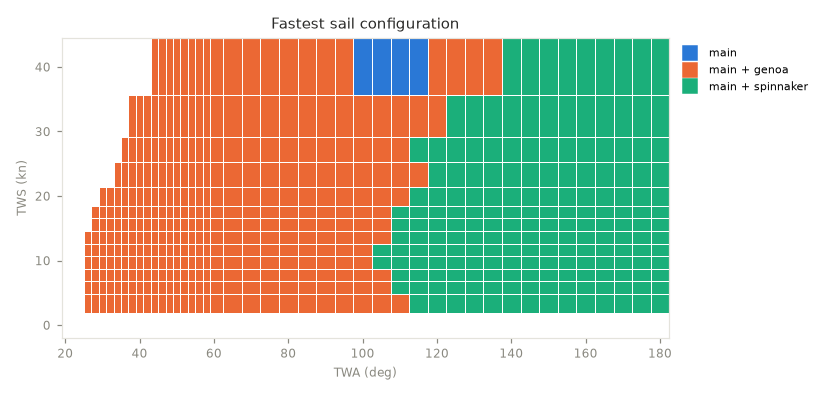 Fastest sail configuration
main
main + genoa
main + spinnaker
TWS (kn)
40
30
20
10
0
20 40 60 80 100 120 140 160 180
TWA (deg)